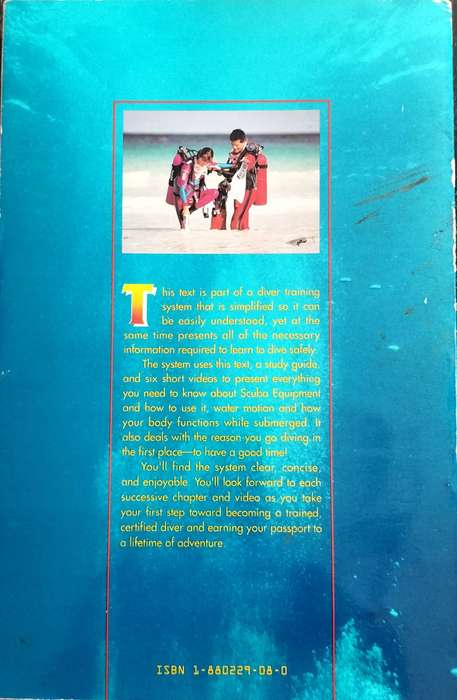 This text is part of a diver training
system that is simplified so it can
be easily understood, yet at the
same time presents all of the necessary
information required to learn to dive safely.
The system uses this text, a study guide,
and six short videos to present everything
you need to know about Scuba Equipment
and how to use it, water motion and how
your body functions while submerged. It
also deals with the reason you go diving in
the first place—to have a good time!
You'll find the system clear, concise,
and enjoyable. You'll look forward to each
successive chapter and video as you take
your first step toward becoming a trained,
certified diver and earning your passport to
a lifetime of adventure.
ISBN 1-880229-08-0